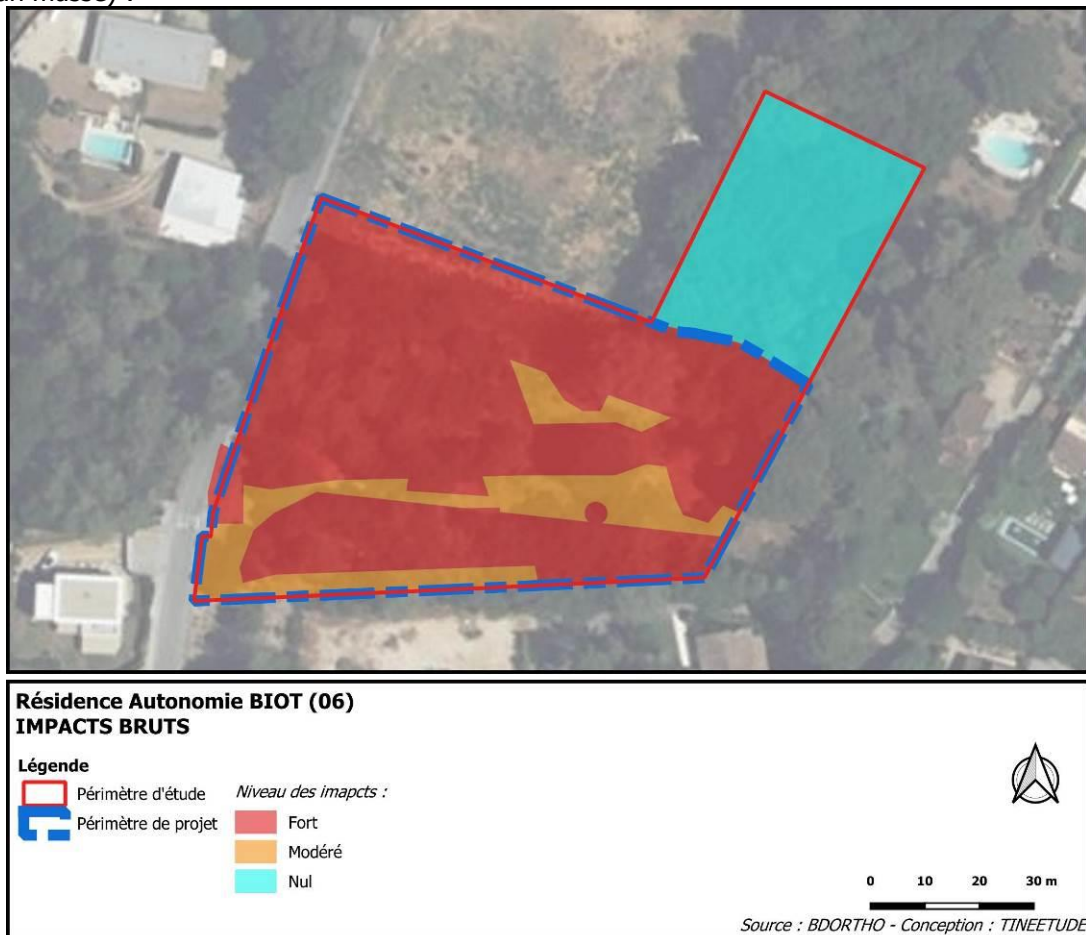 Résidence Autonomie BIOT (06)
IMPACTS BRUTS
Légende
Périmètre d'étude
Périmètre de projet
Niveau des imapcts :
Fort
Modéré
Nul
0 10 20 30 m
Source : BDORTHO - Conception : TINEETUDE